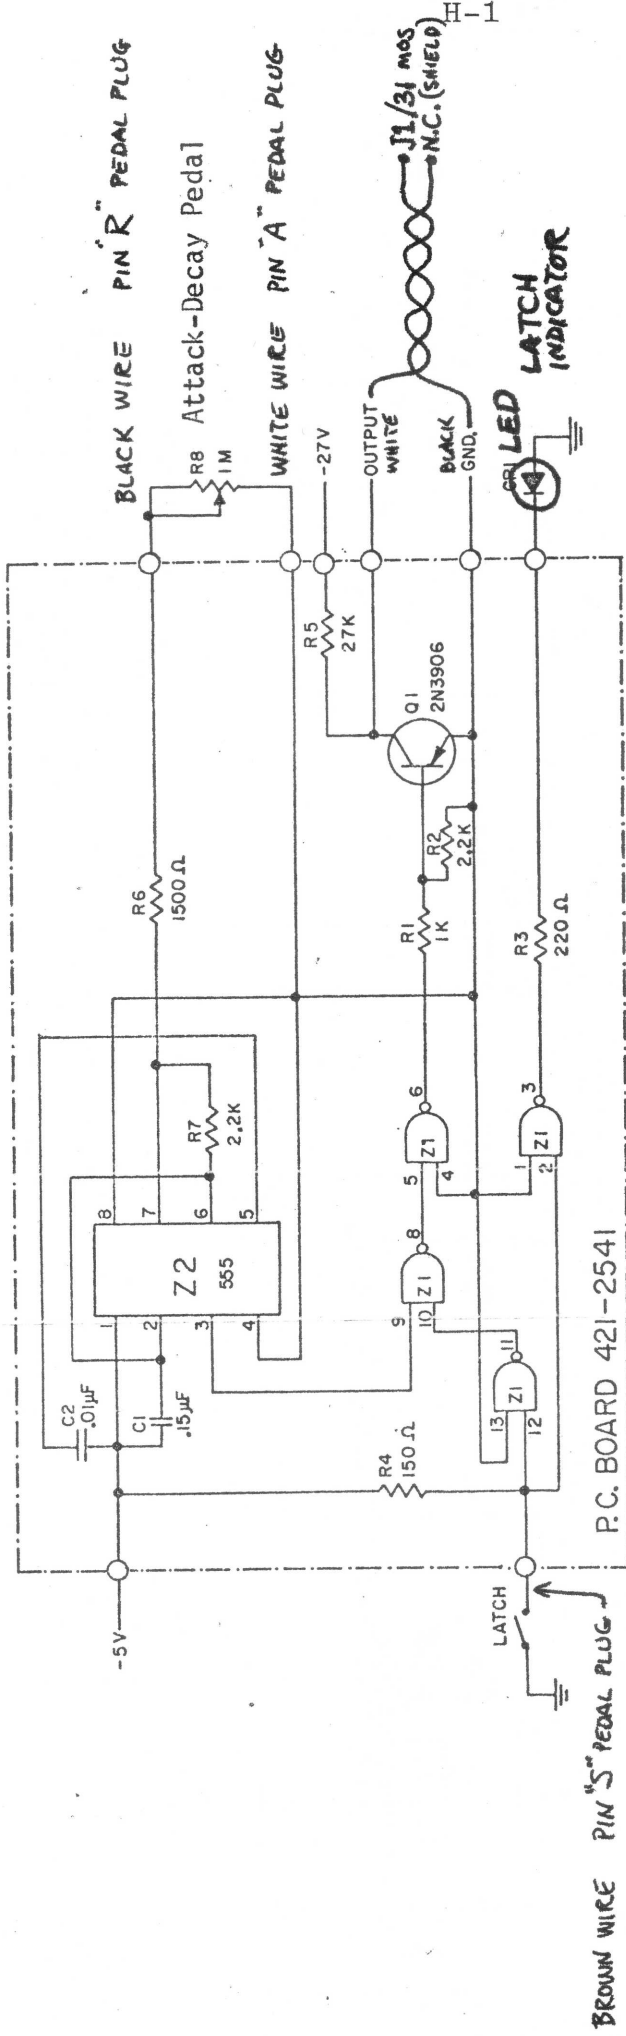 H-1
BLACK WIRE PIN "R" PEDAL PLUG
R8
1M
Attack-Decay Pedal
WHITE WIRE PIN "A" PEDAL PLUG
-27V
OUTPUT
WHITE
BLACK
GND.
J1/31 MOS
N.C. (SHIELD)
CR1
LED
LATCH
INDICATOR
R6
1500Ω
R5
27K
Q1
2N3906
R7
2.2K
R1
1K
R2
2.2K
R3
220Ω
Z2
555
1
2
3
4
5
6
7
8
C2
.01µF
C1
.15µF
R4
150Ω
Z1
9
10
8
Z1
5
4
6
Z1
13
12
11
Z1
1
2
3
-5V
LATCH
P.C. BOARD 421-2541
BROWN WIRE PIN "S" PEDAL PLUG